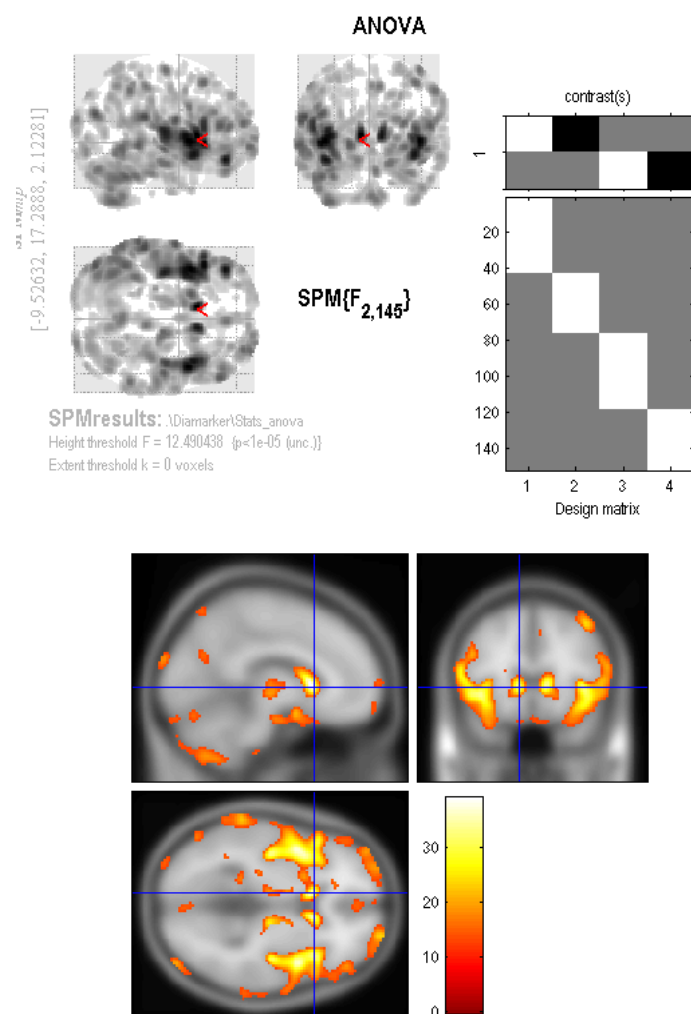 ANOVA
contrast(s)
1
[-9.52632, 17.2888, 2.12281]
20
40
60
80
100
120
140
SPM{F2,145}
1 2 3 4
Design matrix
SPMresults: .\Diamarker\Stats_anova
Height threshold F = 12.490438 {p<1e-05 (unc.)}
Extent threshold k = 0 voxels
30
20
10
0